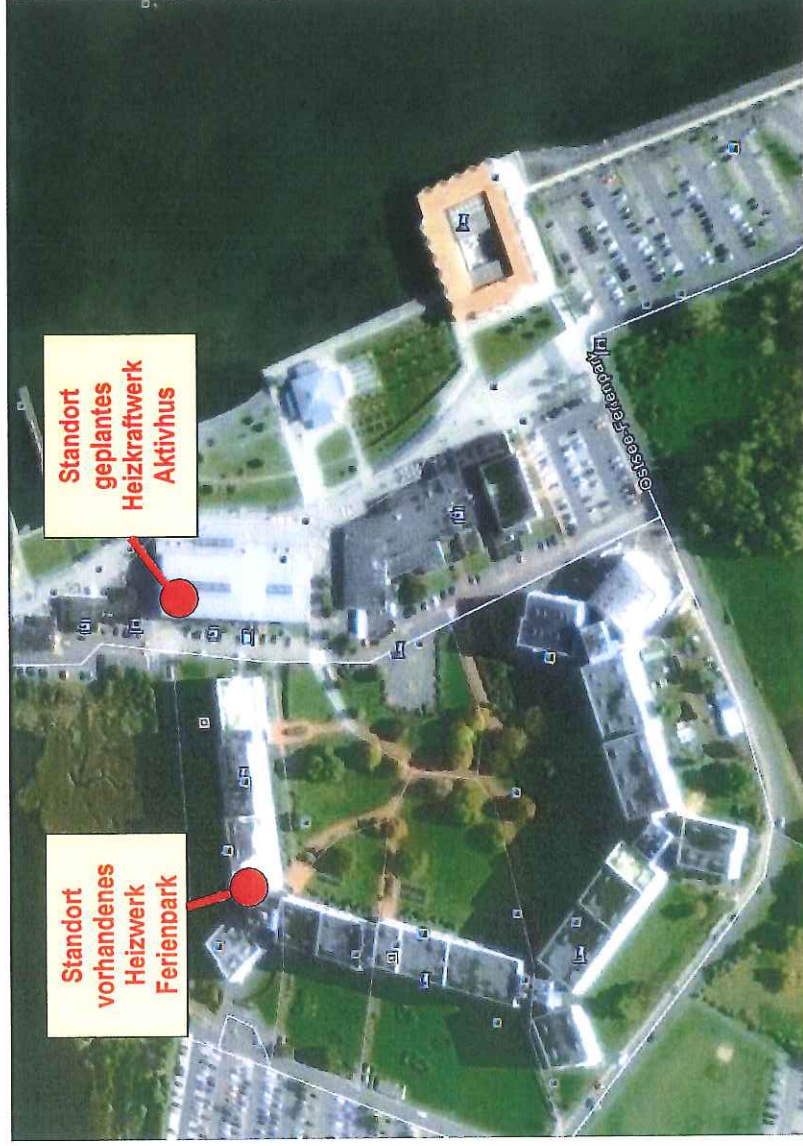 Standort
vorhandenes
Heizwerk
Ferienpark
Standort
geplantes
Heizkraftwerk
Aktivhus
Ostsee-Ferienpark